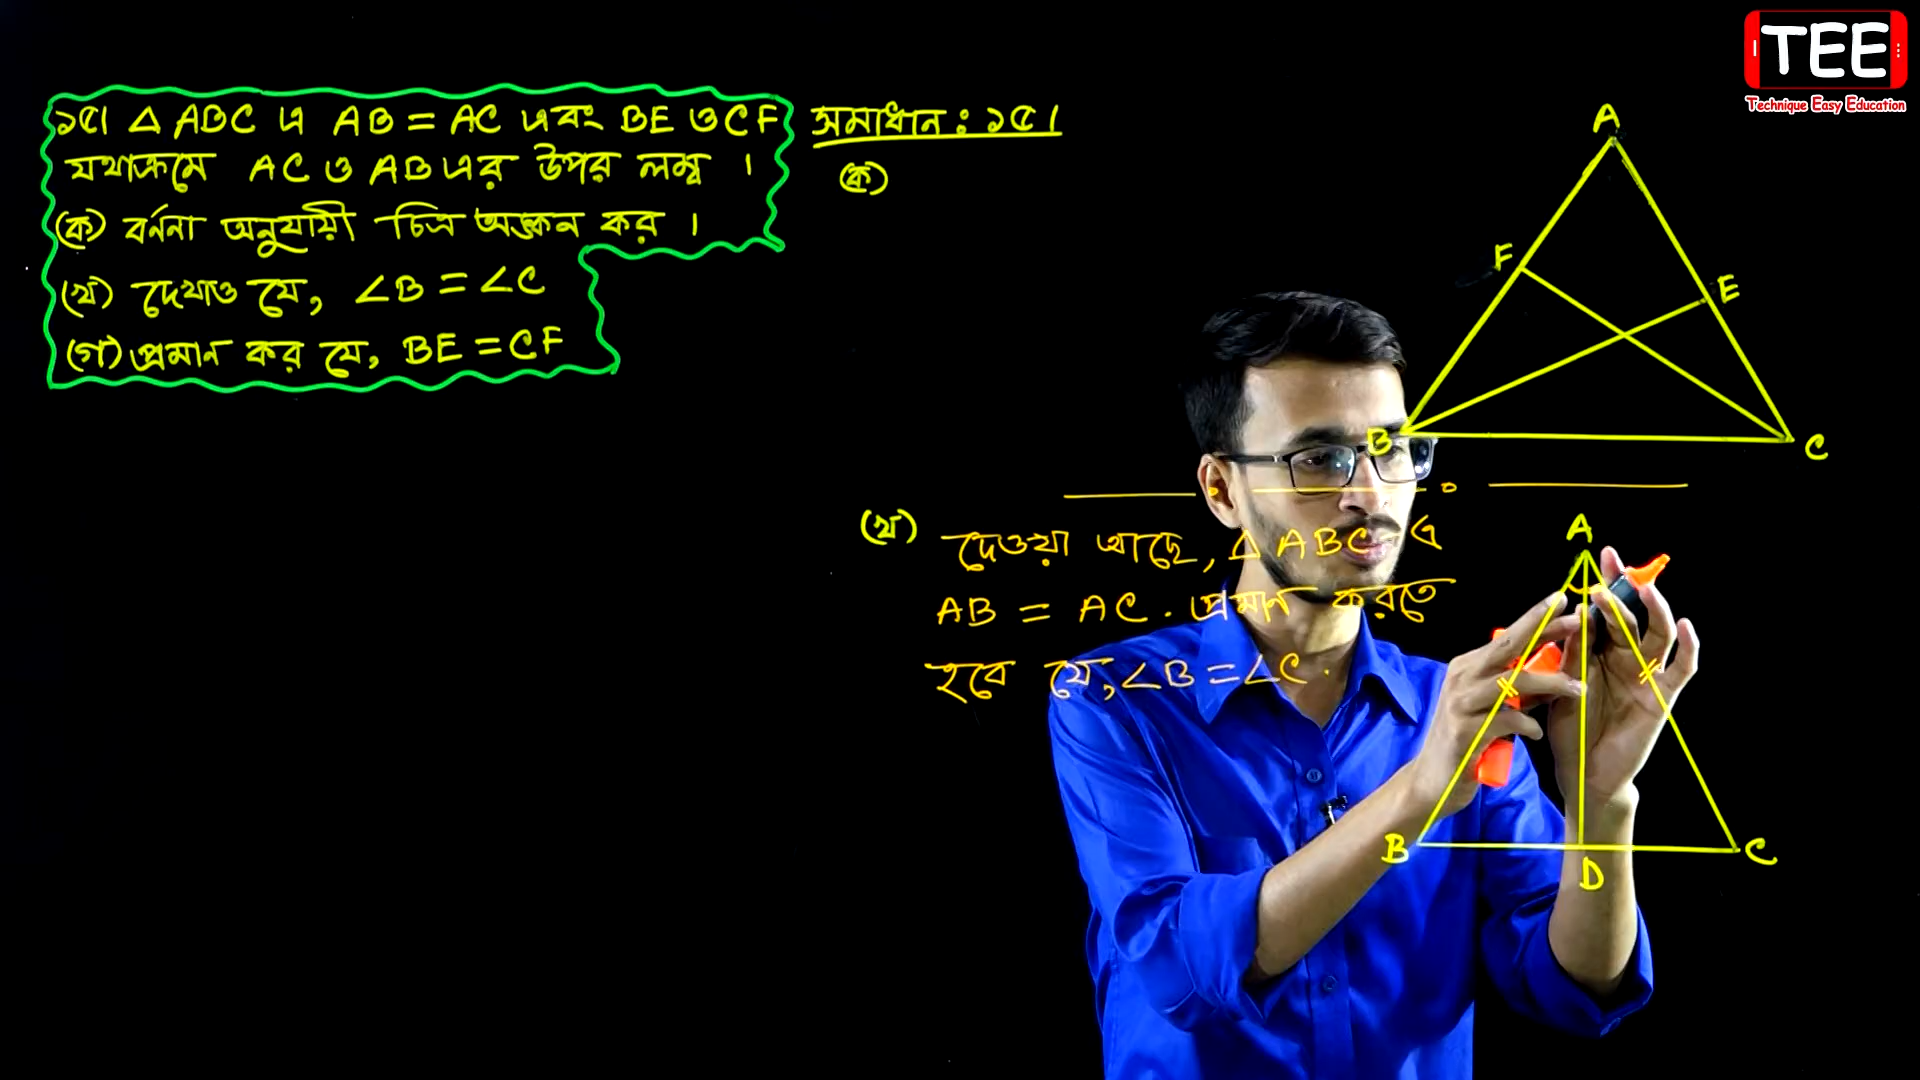 ১৫। △ ABC এ AB = AC এবং BE ও CF
যথাক্রমে AC ও AB এর উপর লম্ব ।
(ক) বর্ননা অনুযায়ী চিত্র অঙ্কন কর ।
(খ) দেখাও যে, ∠B = ∠C
(গ) প্রমান কর যে, BE = CF
সমাধান : ১৫ ।
(ক)
A
F
E
B
C
(খ) দেওয়া আছে, △ ABC-এ
AB = AC . প্রমান করতে
হবে যে, ∠B = ∠C .
A
B
D
C
TEE
Technique Easy Education